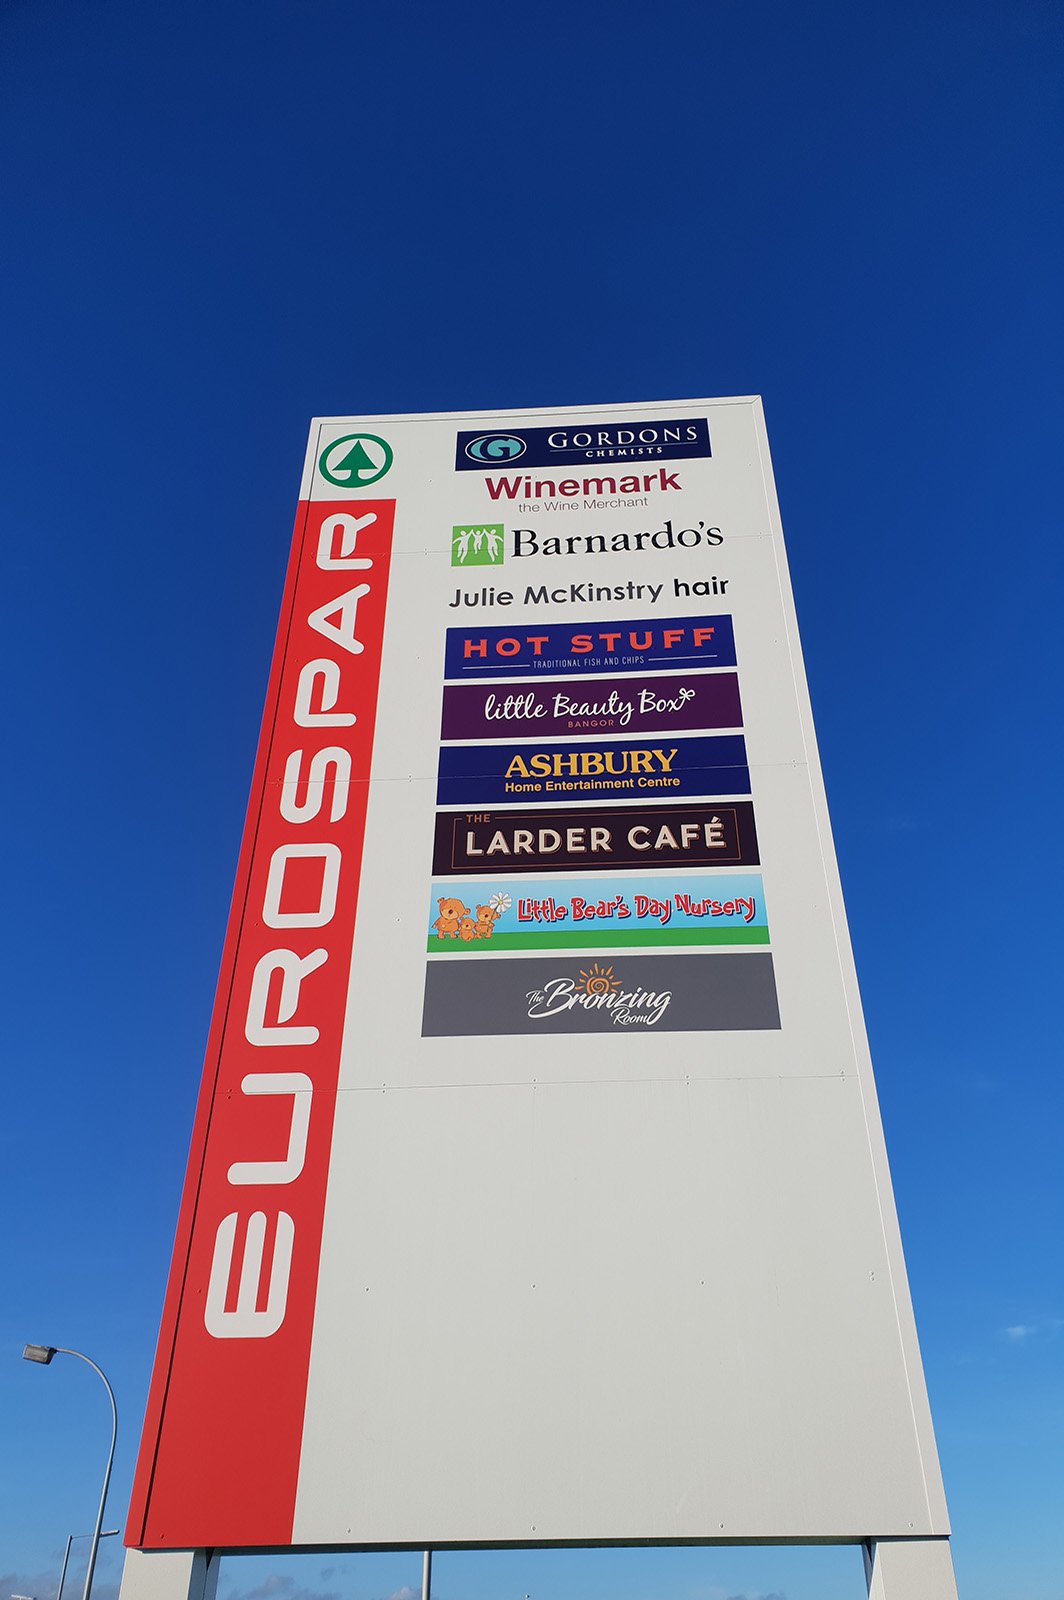 EUROSPAR
G GORDONS
CHEMISTS
Winemark
the Wine Merchant
Barnardo's
Julie McKinstry hair
HOT STUFF
TRADITIONAL FISH AND CHIPS
little Beauty Box
BANGOR
ASHBURY
Home Entertainment Centre
THE
LARDER CAFÉ
Little Bear's Day Nursery
The Bronzing
Room